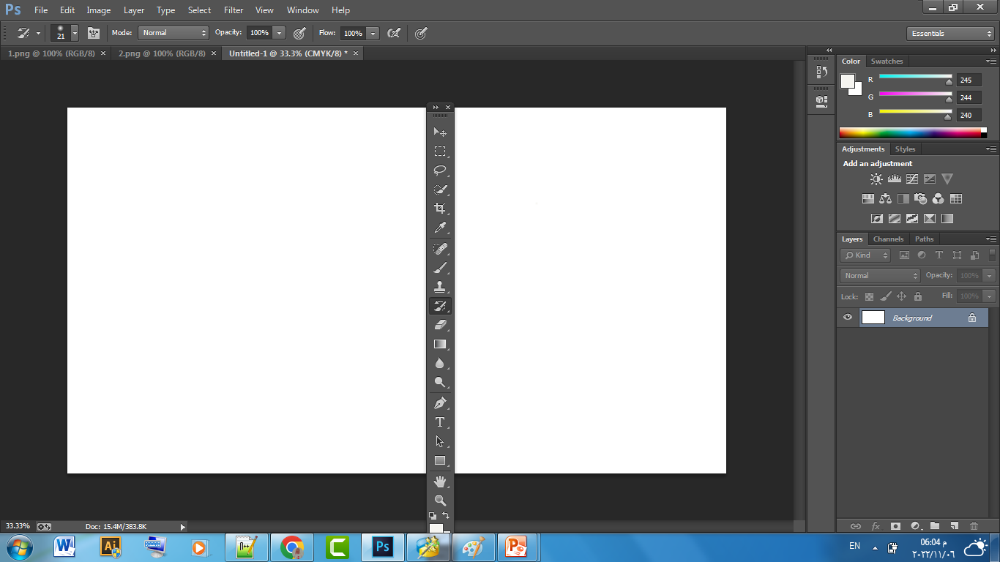 Ps File Edit Image Layer Type Select Filter View Window Help
21 Mode: Normal Opacity: 100% Flow: 100% Essentials
1.png @ 100% (RGB/8) × 2.png @ 100% (RGB/8) × Untitled-1 @ 33.3% (CMYK/8) * ×
Color Swatches
R 245
G 244
B 240
Adjustments Styles
Add an adjustment
Layers Channels Paths
Kind T
Normal Opacity: 100%
Lock: Fill: 100%
Background
T
fx
33.33% Doc: 15.4M/383.8K
W Ai Ps P
EN
06:04 م
٢٠٢٢/١١/٠٦